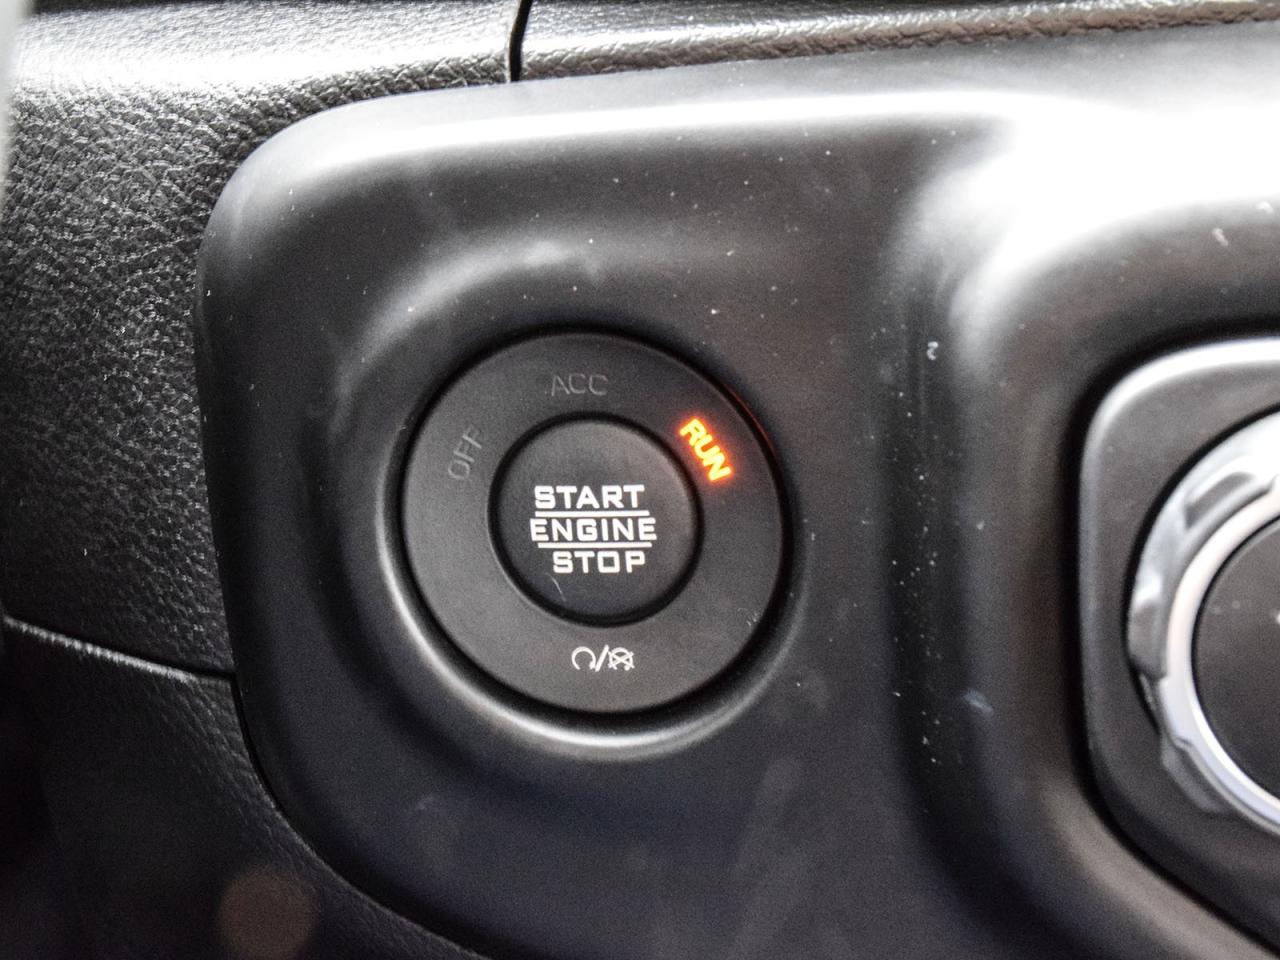 ACC
OFF
RUN
START
ENGINE
STOP